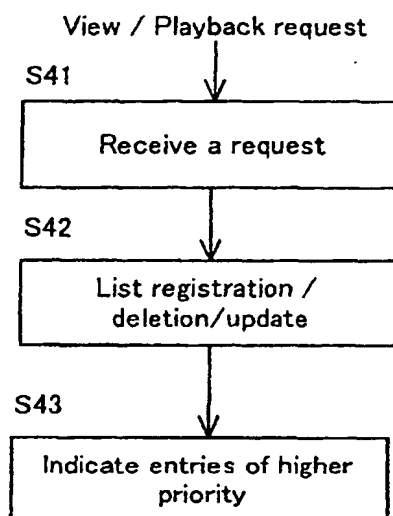 View / Playback request
S41
Receive a request
S42
List registration /
deletion/update
S43
Indicate entries of higher
priority